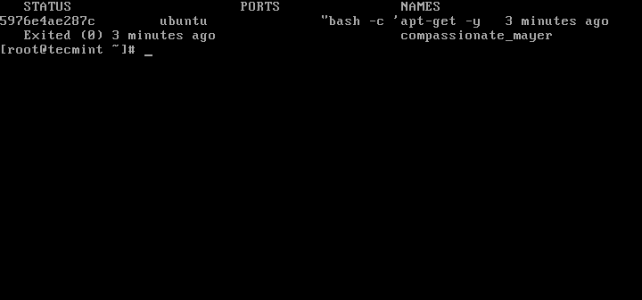 STATUS PORTS NAMES
5976e4ae287c ubuntu "bash -c 'apt-get -y 3 minutes ago
Exited (0) 3 minutes ago compassionate_mayer
[root@tecmint ~]# _